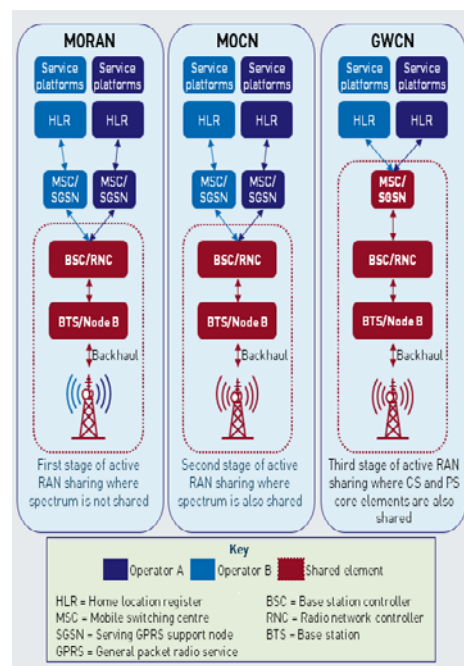 MORAN
Service platforms
Service platforms
HLR
HLR
MSC/
SGSN
MSC/
SGSN
BSC/RNC
BTS/Node B
Backhaul
First stage of active
RAN sharing where
spectrum is not shared
MOCN
Service platforms
Service platforms
HLR
HLR
MSC/
SGSN
MSC/
SGSN
BSC/RNC
BTS/Node B
Backhaul
Second stage of active
RAN sharing where
spectrum is also shared
GWCN
Service platforms
Service platforms
HLR
HLR
MSC/
SGSN
BSC/RNC
BTS/Node B
Backhaul
Third stage of active RAN
sharing where CS and PS
core elements are also
shared
Key
Operator A
Operator B
Shared element
HLR = Home location register
MSC = Mobile switching centre
SGSN = Serving GPRS support node
GPRS = General packet radio service
BSC = Base station controller
RNC = Radio network controller
BTS = Base station